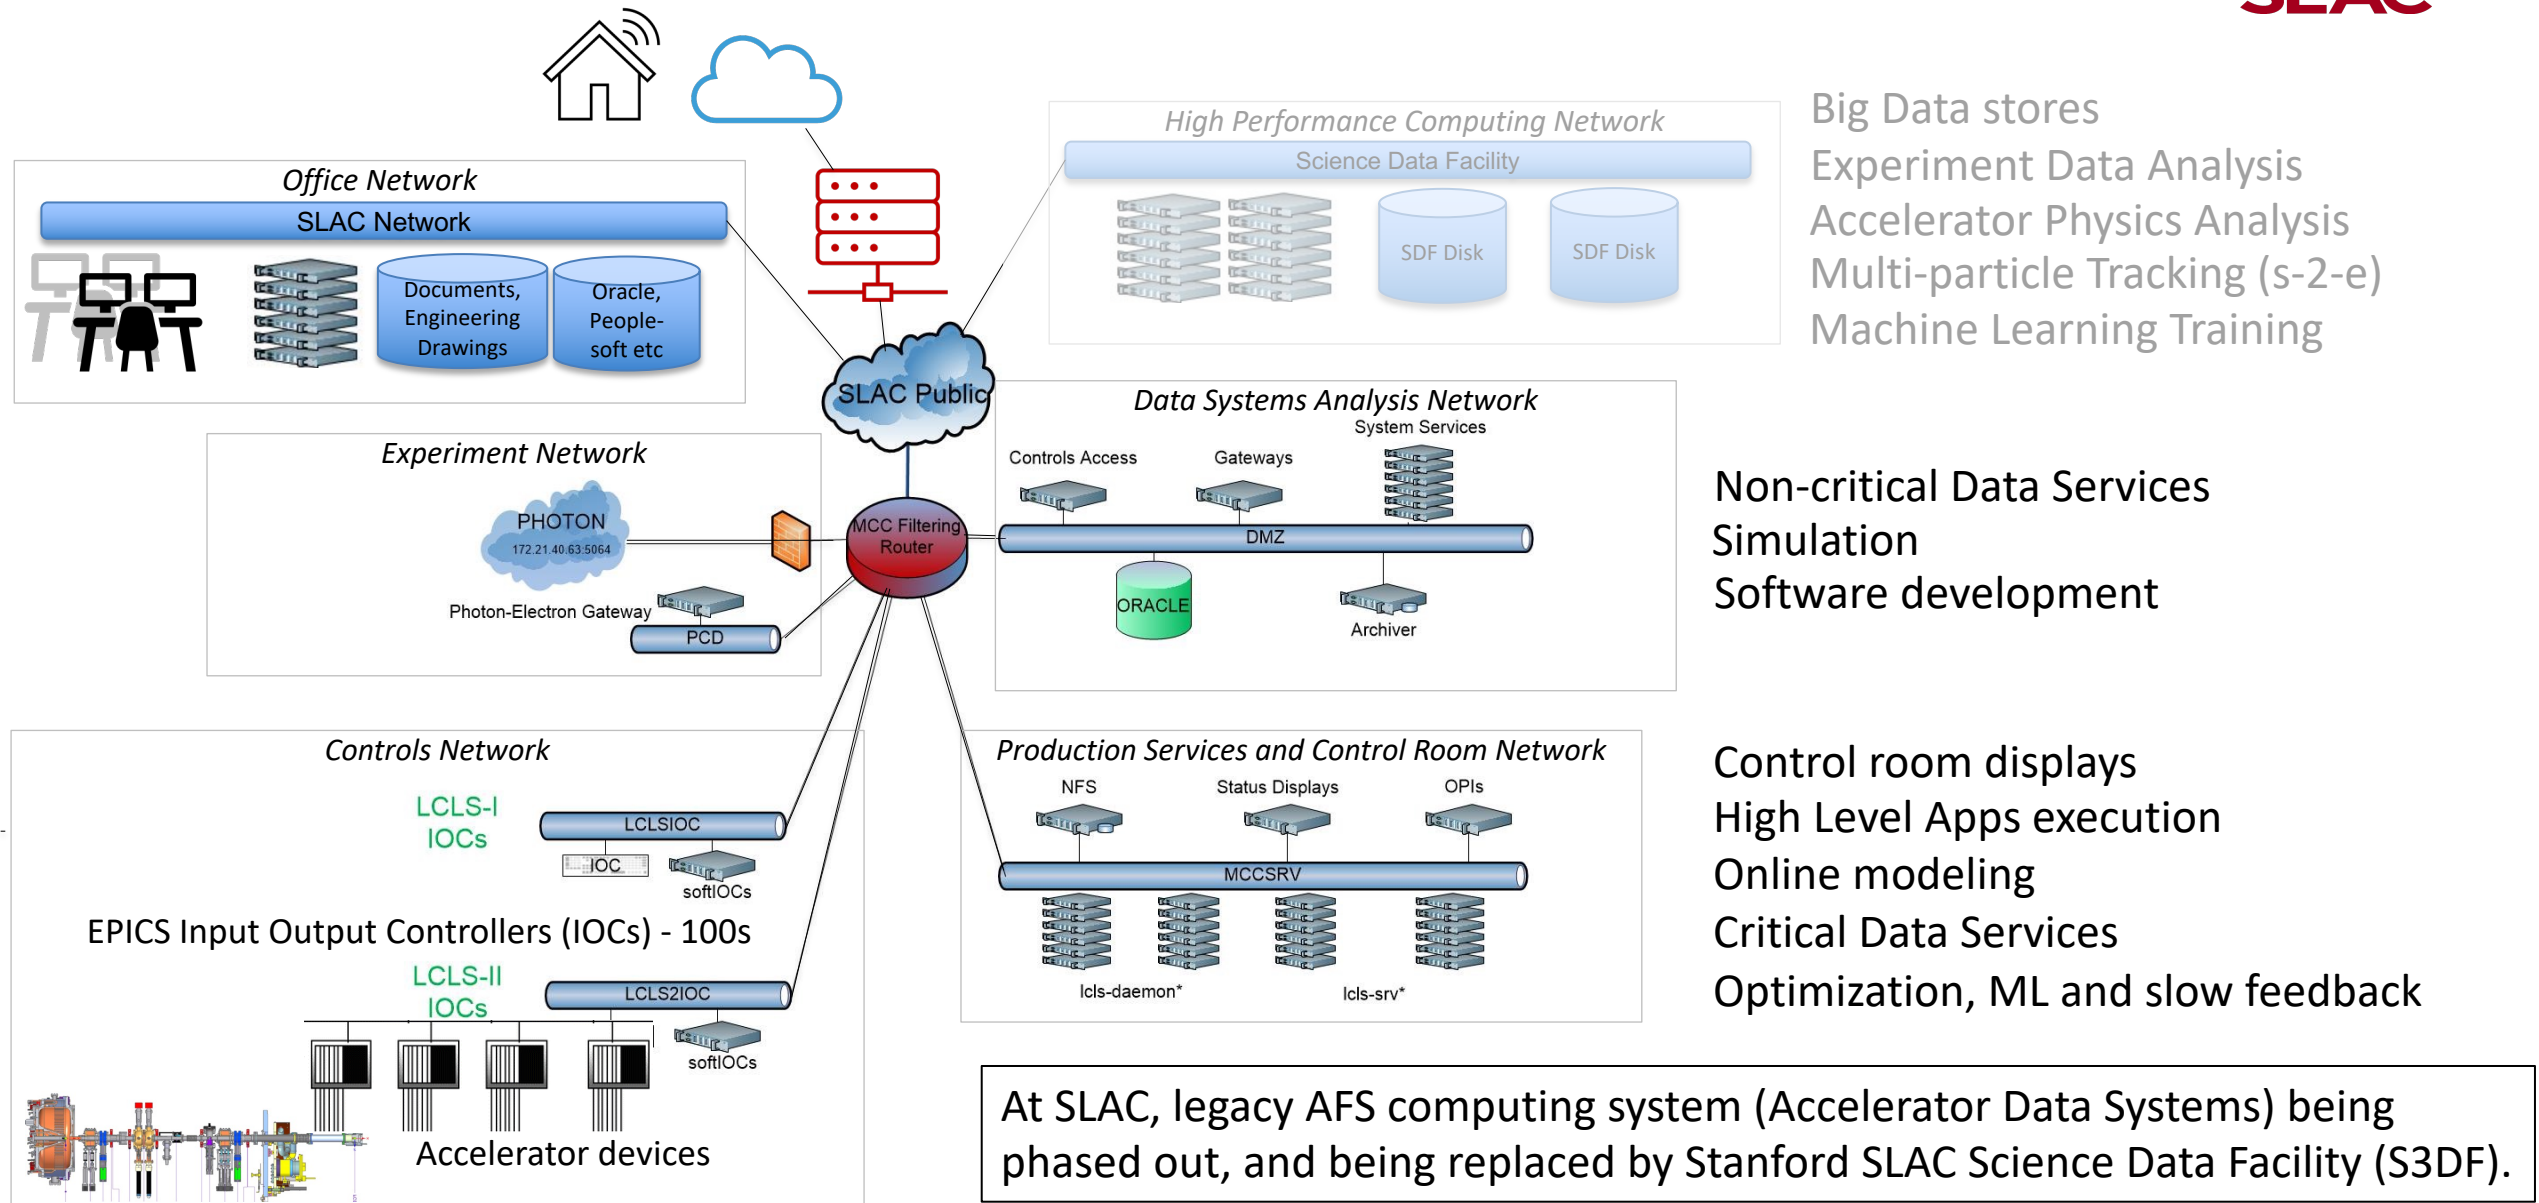 SLAC
Office Network
SLAC Network
Documents,
Engineering
Drawings
Oracle,
People-
soft etc
High Performance Computing Network
Science Data Facility
SDF Disk
SDF Disk
Big Data stores
Experiment Data Analysis
Accelerator Physics Analysis
Multi-particle Tracking (s-2-e)
Machine Learning Training
SLAC Public
Experiment Network
PHOTON
172.21.40.63:5064
Photon-Electron Gateway
PCD
MCC Filtering
Router
Data Systems Analysis Network
System Services
Controls Access
Gateways
DMZ
ORACLE
Archiver
Non-critical Data Services
Simulation
Software development
Controls Network
LCLS-I
IOCs
LCLSIOC
IOC
softIOCs
EPICS Input Output Controllers (IOCs) - 100s
LCLS-II
IOCs
LCLS2IOC
softIOCs
Accelerator devices
Production Services and Control Room Network
NFS
Status Displays
OPIs
MCCSRV
lcls-daemon*
lcls-srv*
Control room displays
High Level Apps execution
Online modeling
Critical Data Services
Optimization, ML and slow feedback
At SLAC, legacy AFS computing system (Accelerator Data Systems) being
phased out, and being replaced by Stanford SLAC Science Data Facility (S3DF).